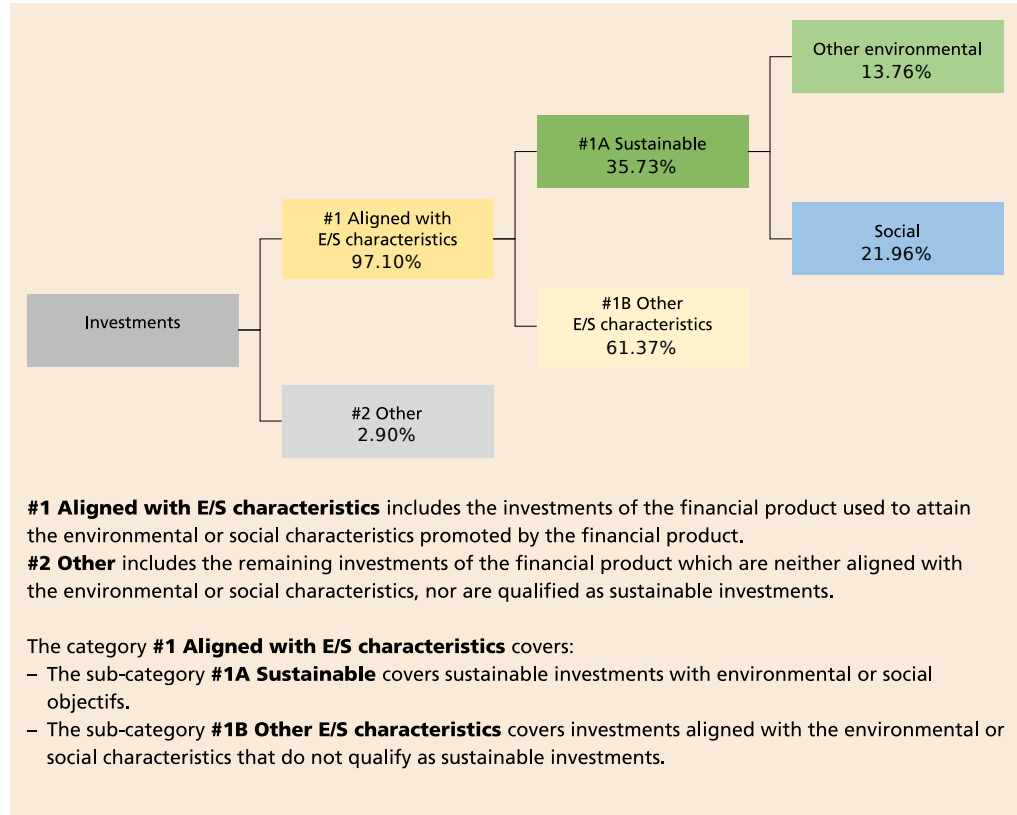 Other environmental
13.76%
#1A Sustainable
35.73%
#1 Aligned with
E/S characteristics
97.10%
Social
21.96%
Investments
#1B Other
E/S characteristics
61.37%
#2 Other
2.90%
#1 Aligned with E/S characteristics includes the investments of the financial product used to attain
the environmental or social characteristics promoted by the financial product.
#2 Other includes the remaining investments of the financial product which are neither aligned with
the environmental or social characteristics, nor are qualified as sustainable investments.
The category #1 Aligned with E/S characteristics covers:
– The sub-category #1A Sustainable covers sustainable investments with environmental or social
objectifs.
– The sub-category #1B Other E/S characteristics covers investments aligned with the environmental or
social characteristics that do not qualify as sustainable investments.